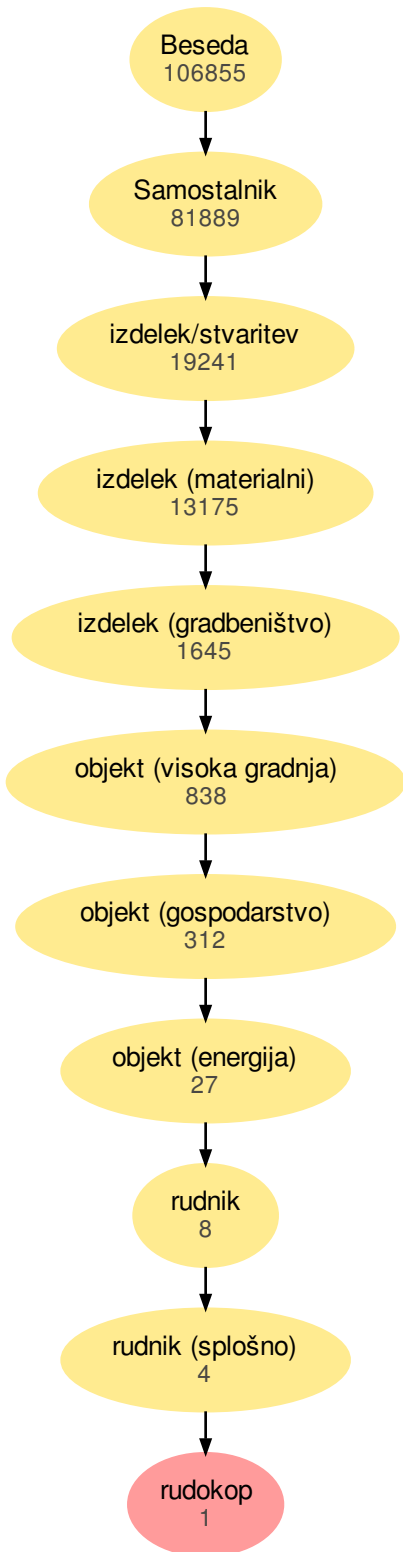 Beseda
106855
Samostalnik
81889
izdelek/stvaritev
19241
izdelek (materialni)
13175
izdelek (gradbeništvo)
1645
objekt (visoka gradnja)
838
objekt (gospodarstvo)
312
objekt (energija)
27
rudnik
8
rudnik (splošno)
4
rudokop
1